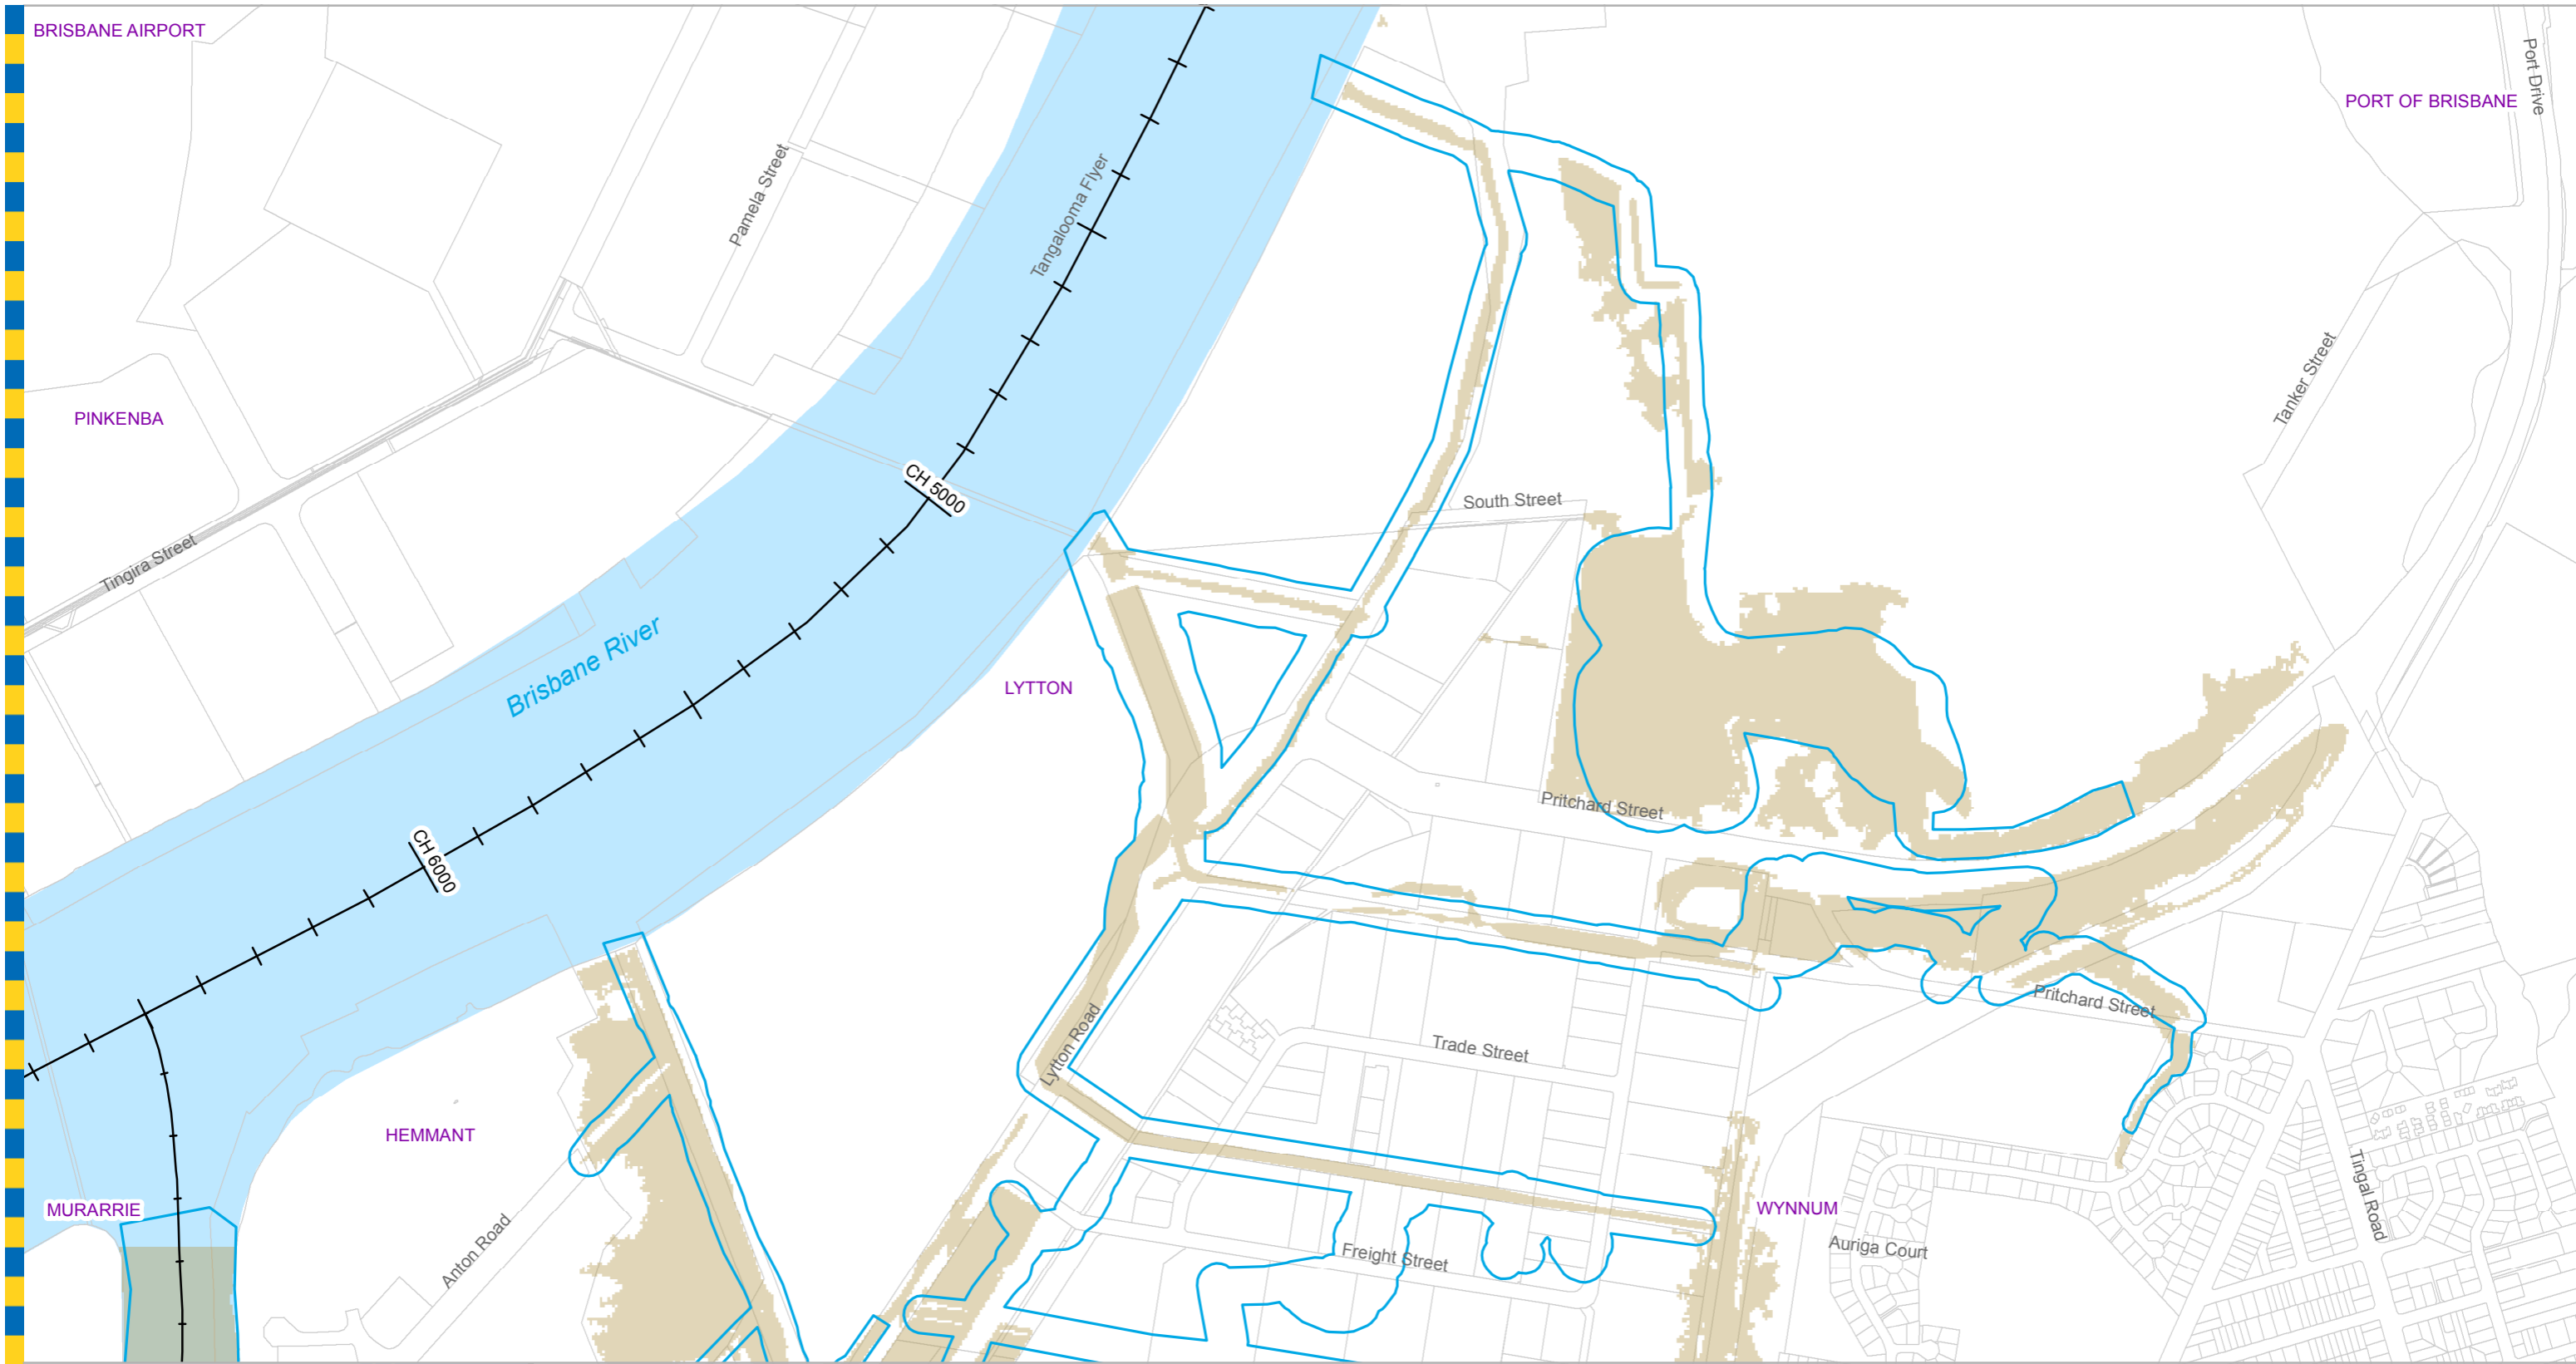 BRISBANE AIRPORT
Port Drive
PORT OF BRISBANE
Pamela Street
Tangalooma Flyer
Tanker Street
PINKENBA
CH 5000
South Street
Tingira Street
Brisbane River
LYTTON
Pritchard Street
CH 6000
Pritchard Street
Lytton Road
Trade Street
HEMMANT
MURARRIE
WYNNUM
Tingal Road
Anton Road
Freight Street
Auriga Court